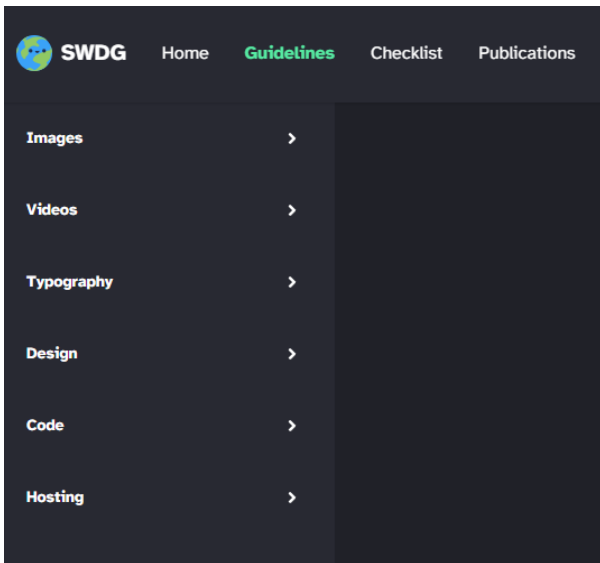 SWDG Home Guidelines Checklist Publications
Images
Videos
Typography
Design
Code
Hosting